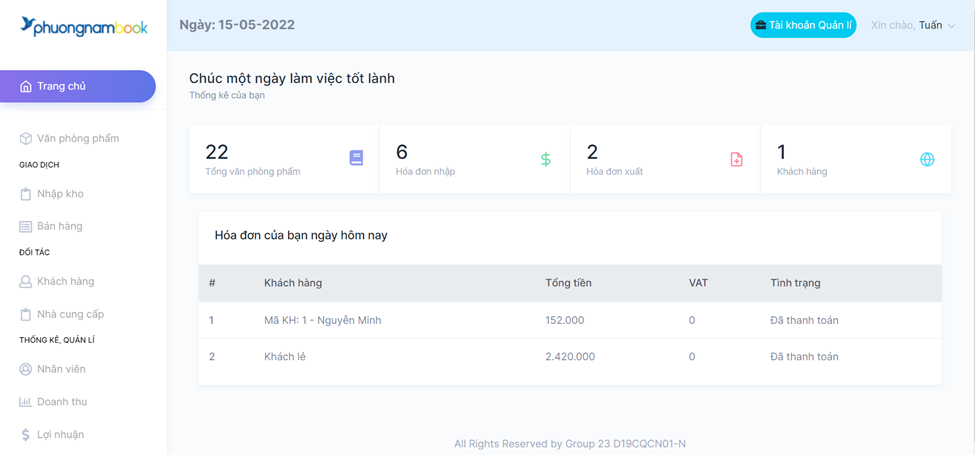 phuongnambook
Ngày: 15-05-2022
Tài khoản Quản lí
Xin chào, Tuấn
Trang chủ
Văn phòng phẩm
GIAO DỊCH
Nhập kho
Bán hàng
ĐỐI TÁC
Khách hàng
Nhà cung cấp
THỐNG KÊ, QUẢN LÍ
Nhân viên
Doanh thu
Lợi nhuận
Chúc một ngày làm việc tốt lành
Thống kê của bạn
22
Tổng văn phòng phẩm
6
Hóa đơn nhập
2
Hóa đơn xuất
1
Khách hàng
Hóa đơn của bạn ngày hôm nay
# Khách hàng Tổng tiền VAT Tình trạng
1 Mã KH: 1 - Nguyễn Minh 152.000 0 Đã thanh toán
2 Khách lẻ 2.420.000 0 Đã thanh toán
All Rights Reserved by Group 23 D19CQCN01-N